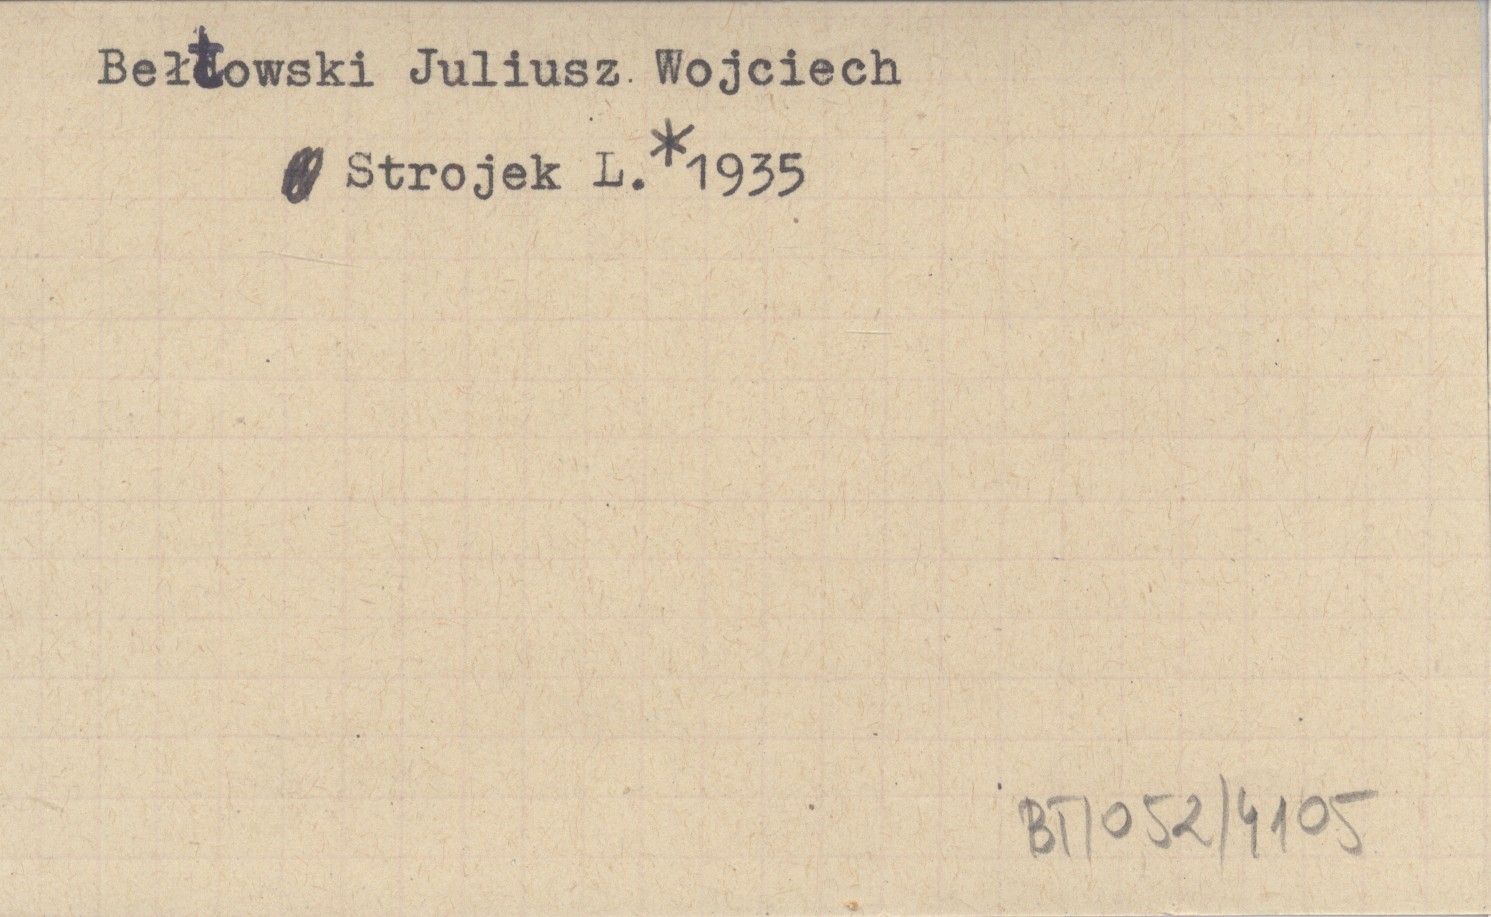 Bełtowski Juliusz Wojciech
Strojek L.*1935
BT/052/4105